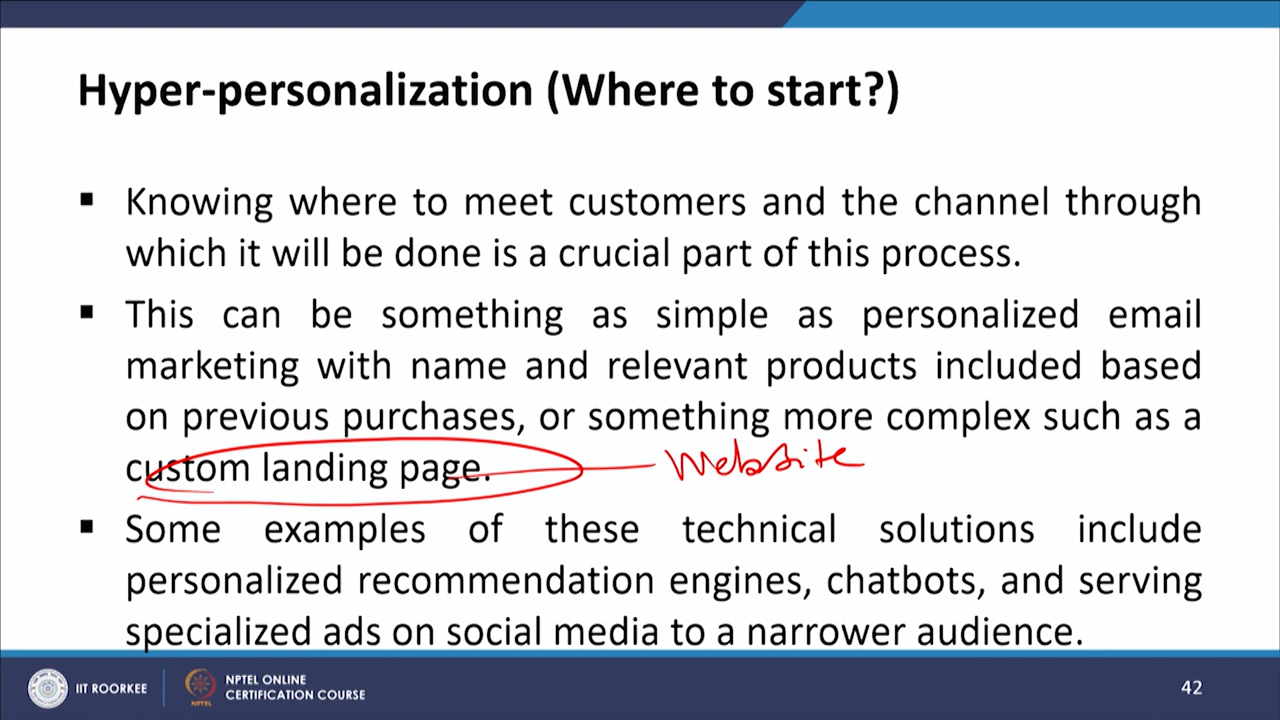 Hyper-personalization (Where to start?)
▪ Knowing where to meet customers and the channel through
which it will be done is a crucial part of this process.
▪ This can be something as simple as personalized email
marketing with name and relevant products included based
on previous purchases, or something more complex such as a
custom landing page. Website
▪ Some examples of these technical solutions include
personalized recommendation engines, chatbots, and serving
specialized ads on social media to a narrower audience.
IIT ROORKEE
NPTEL
NPTEL ONLINE
CERTIFICATION COURSE
42